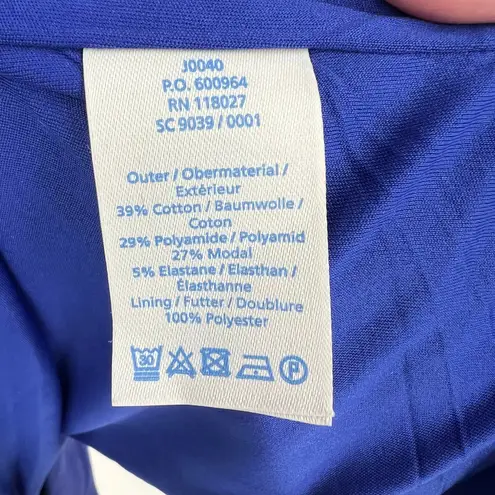 J0040
P.O. 600964
RN 118027
SC 9039 / 0001
Outer / Obermaterial /
Extérieur
39% Cotton / Baumwolle /
Coton
29% Polyamide / Polyamid
27% Modal
5% Elastane / Elasthan /
Élasthanne
Lining / Futter / Doublure
100% Polyester
30 P